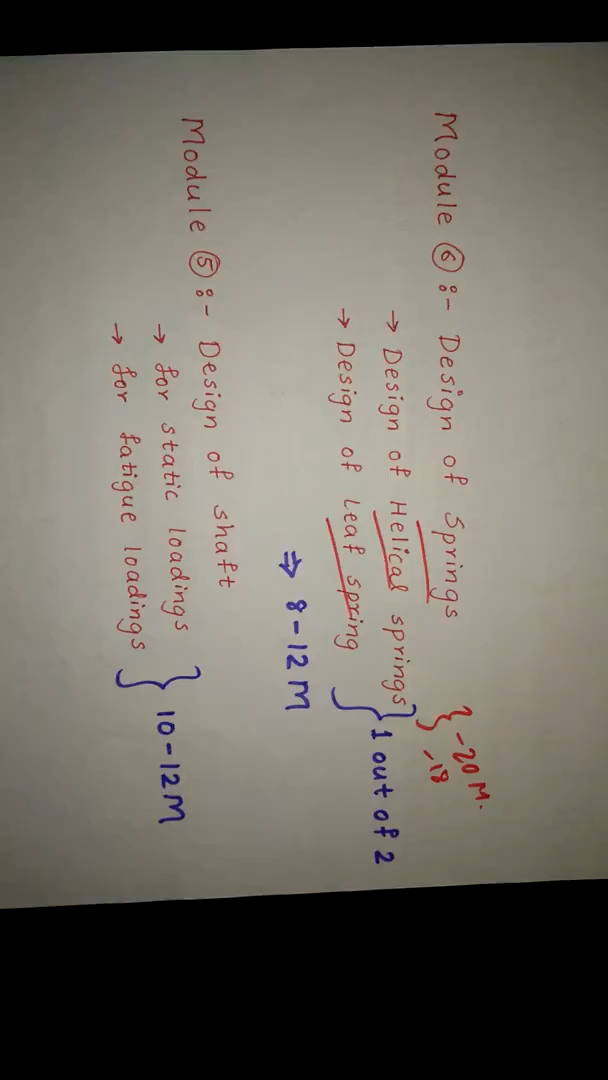 Module ⑥ :- Design of Springs
→ Design of Helical springs
→ Design of Leaf spring
} -20 M.
-18
} 1 out of 2
⇒ 8-12 M
Module ⑤ :- Design of shaft
→ for static loadings
→ for fatigue loadings
} 10-12M